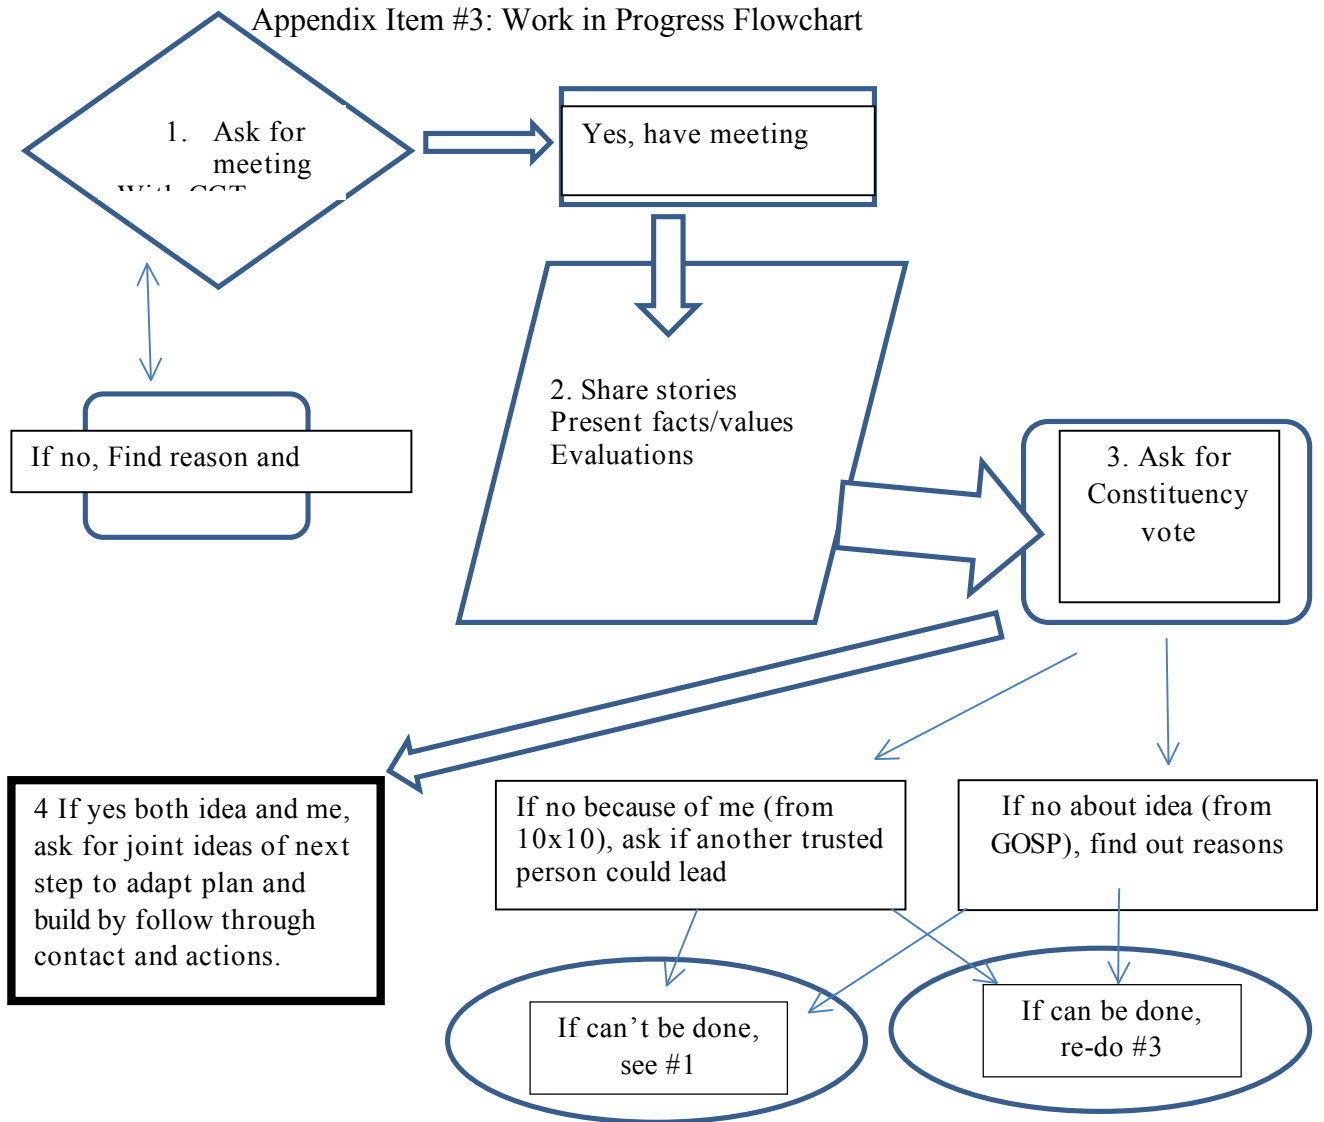 Appendix Item #3: Work in Progress Flowchart
1. Ask for
meeting
Yes, have meeting
If no, Find reason and
2. Share stories
Present facts/values
Evaluations
3. Ask for
Constituency
vote
4 If yes both idea and me,
ask for joint ideas of next
step to adapt plan and
build by follow through
contact and actions.
If no because of me (from
10x10), ask if another trusted
person could lead
If no about idea (from
GOSP), find out reasons
If can’t be done,
see #1
If can be done,
re-do #3